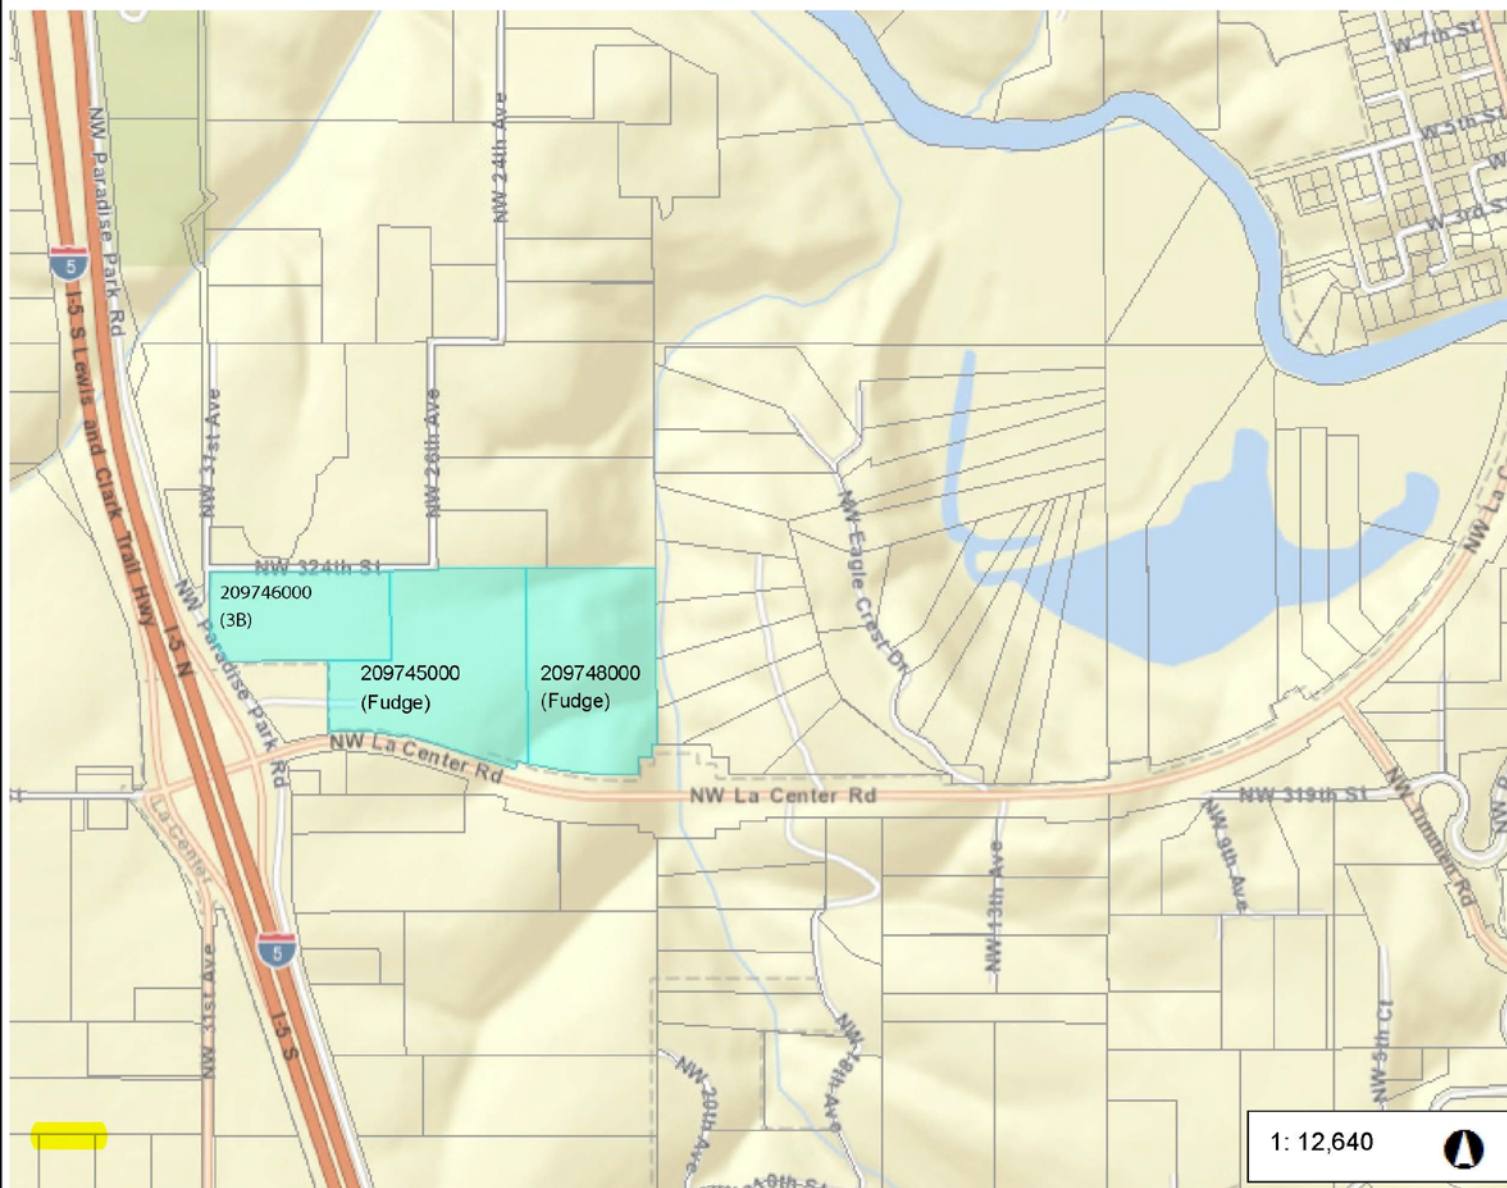 W 7th St
NW Paradise Park Rd
NW 24th Ave
W 5th St
W 3rd St
5
I-5 S
Lewis and Clark Trail Hwy
NW 31st Ave
NW 26th Ave
NW Eagle Crest Dr
NW 324th St
209746000
(3B)
I-5 N
NW Paradise Park Rd
209745000
(Fudge)
209748000
(Fudge)
NW La Center Rd
NW La Center Rd
NW 319th St
NW Timmen Rd
La Center
NW 9th Ave
NW 13th Ave
5
NW 31st Ave
I-5 S
NW 5th Ct
NW 18th Ave
NW 20th Ave
1: 12,640